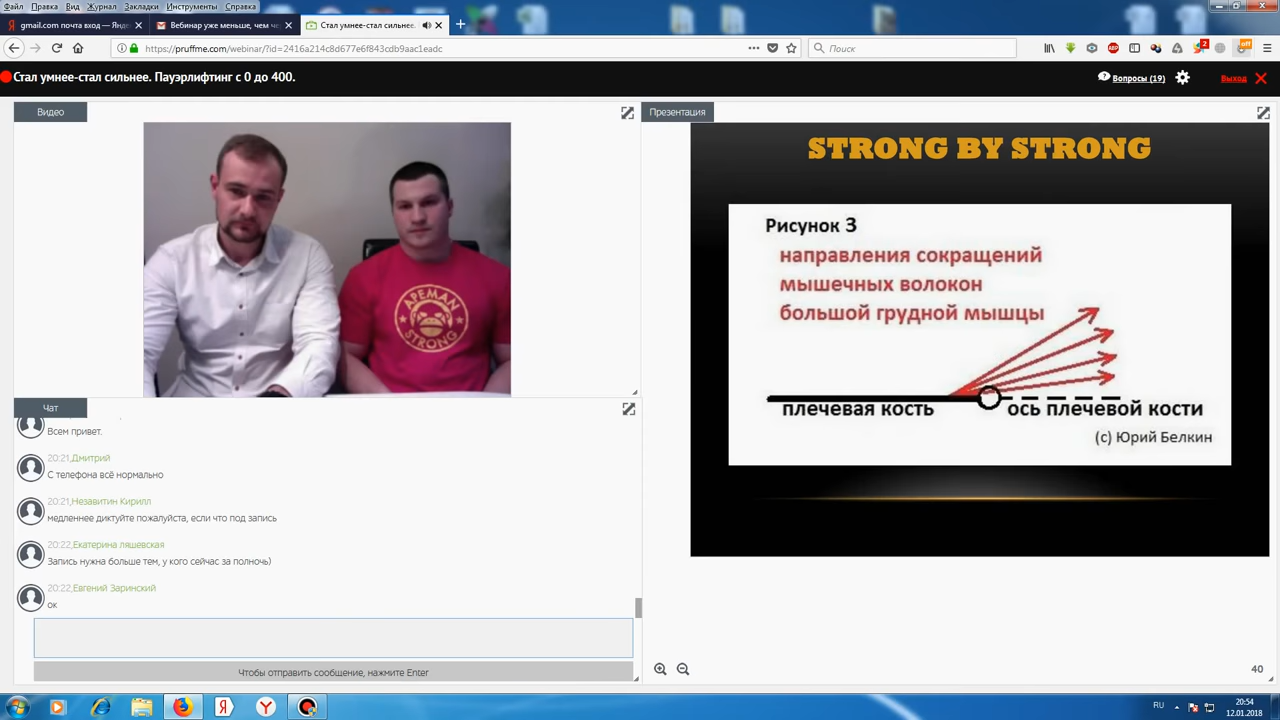 Файл Правка Вид Журнал Закладки Инструменты Справка
gmail.com почта вход — Янде
Вебинар уже меньше, чем че
Стал умнее-стал сильнее.
https://pruffme.com/webinar/?id=2416a214c8d677e6f843cdb9aac1eadc
Поиск
ABP
2
off
Стал умнее-стал сильнее. Пауэрлифтинг с 0 до 400.
Вопросы (19)
Выход
Видео
APEMAN
STRONG
Чат
Всем привет.
20:21,Дмитрий
С телефона всё нормально
20:21,Незавитин Кирилл
медленнее диктуйте пожалуйста, если что под запись
20:22,Екатерина ляшевская
Запись нужна больше тем, у кого сейчас за полночь)
20:22,Евгений Заринский
ок
Чтобы отправить сообщение, нажмите Enter
Презентация
STRONG BY STRONG
Рисунок 3
направления сокращений
мышечных волокон
большой грудной мышцы
плечевая кость
ось плечевой кости
(с) Юрий Белкин
40
RU
20:54
12.01.2018